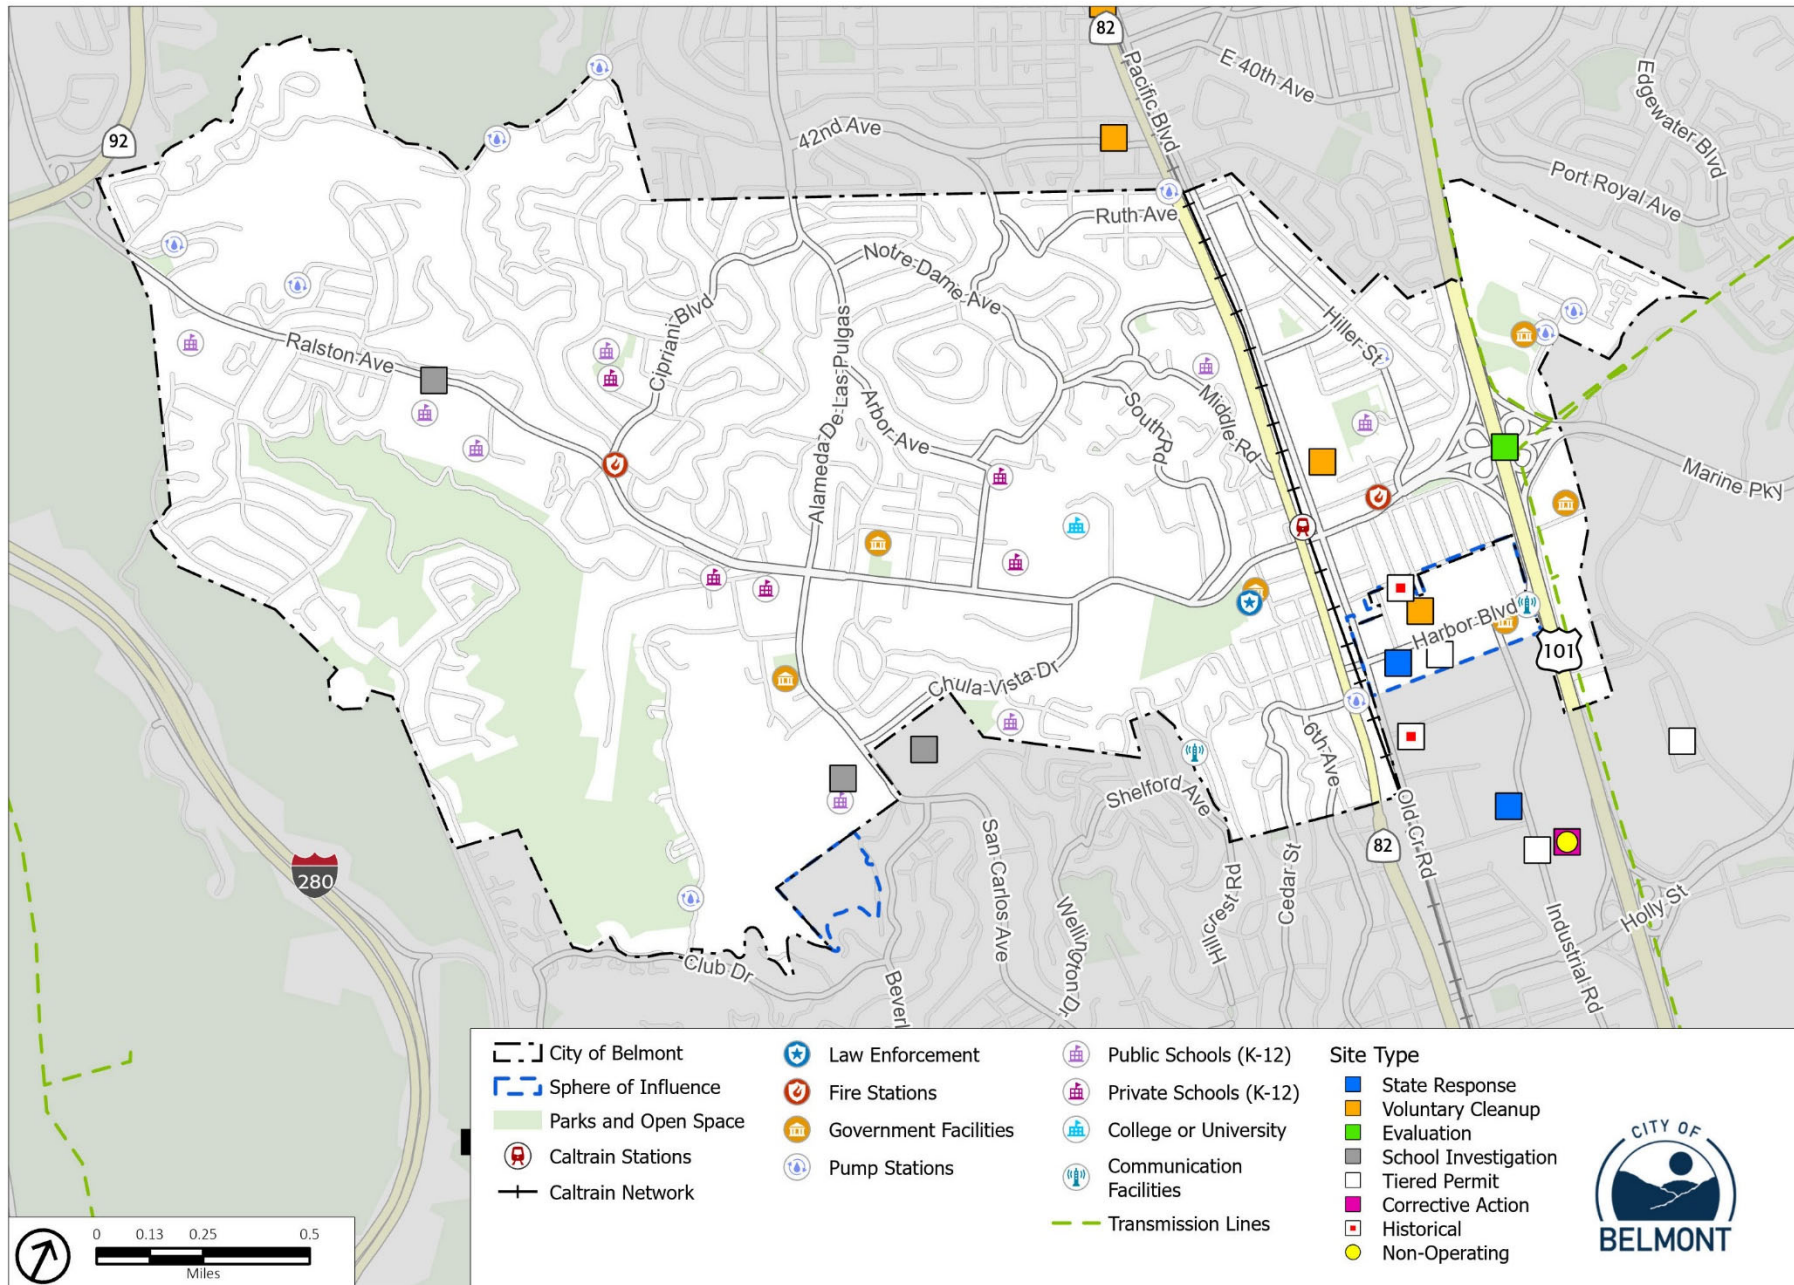 82
Pacific Blvd
E 40th Ave
Edgewater Blvd
92
42nd Ave
Port Royal Ave
Ruth Ave
Notre Dame Ave
Cipriani Blvd
Hiller St
Ralston Ave
Alameda De Las Pulgas
Arbor Ave
South Rd
Middle Rd
Marine Pky
Harbor Blvd
101
Chula Vista Dr
6th Ave
Shelford Ave
Old Cr Rd
82
280
San Carlos Ave
Wellington Dr
Hillcrest Rd
Cedar St
Industrial Rd
Holly St
Club Dr
Beverl
City of Belmont
Sphere of Influence
Parks and Open Space
Caltrain Stations
Caltrain Network
Law Enforcement
Fire Stations
Government Facilities
Pump Stations
Public Schools (K-12)
Private Schools (K-12)
College or University
Communication
Facilities
Transmission Lines
Site Type
State Response
Voluntary Cleanup
Evaluation
School Investigation
Tiered Permit
Corrective Action
Historical
Non-Operating
CITY OF
BELMONT
0 0.13 0.25 0.5
Miles